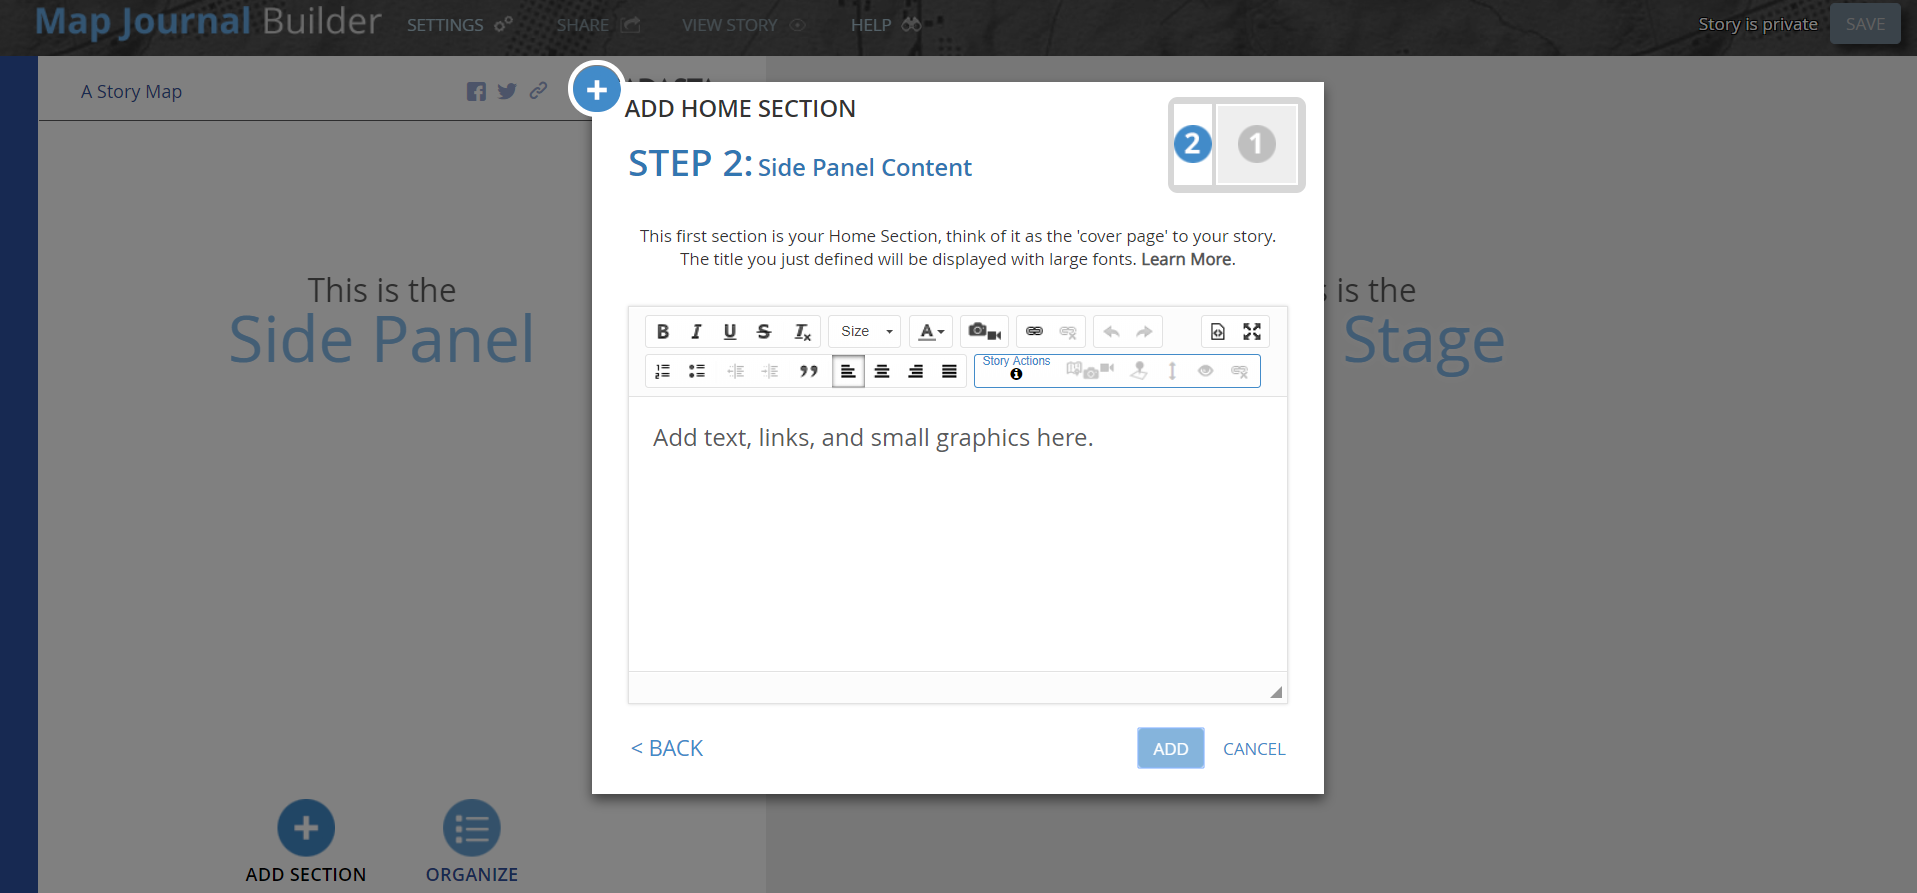 Map Journal Builder SETTINGS SHARE VIEW STORY HELP Story is private SAVE
A Story Map
ADD HOME SECTION
STEP 2: Side Panel Content
2 1
This first section is your Home Section, think of it as the 'cover page' to your story.
The title you just defined will be displayed with large fonts. Learn More.
This is the
Side Panel
is the
Stage
B I U S Tx Size A
Story Actions
Add text, links, and small graphics here.
< BACK ADD CANCEL
ADD SECTION ORGANIZE